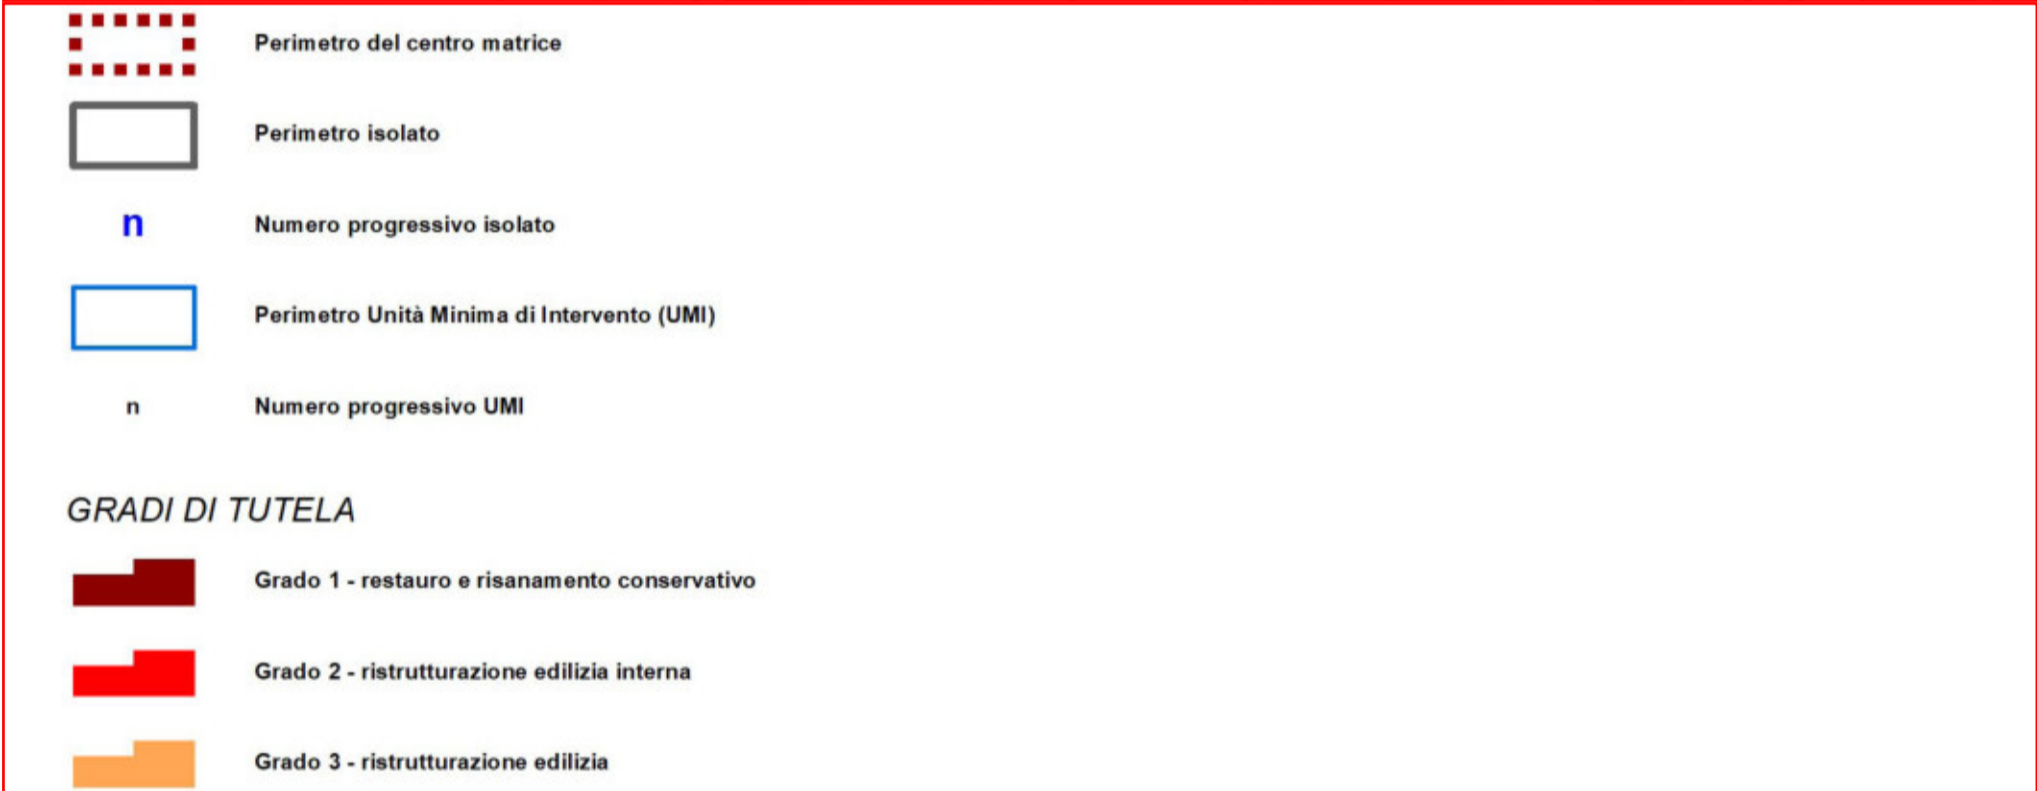 Perimetro del centro matrice
Perimetro isolato
n Numero progressivo isolato
Perimetro Unità Minima di Intervento (UMI)
n Numero progressivo UMI
GRADI DI TUTELA
Grado 1 - restauro e risanamento conservativo
Grado 2 - ristrutturazione edilizia interna
Grado 3 - ristrutturazione edilizia